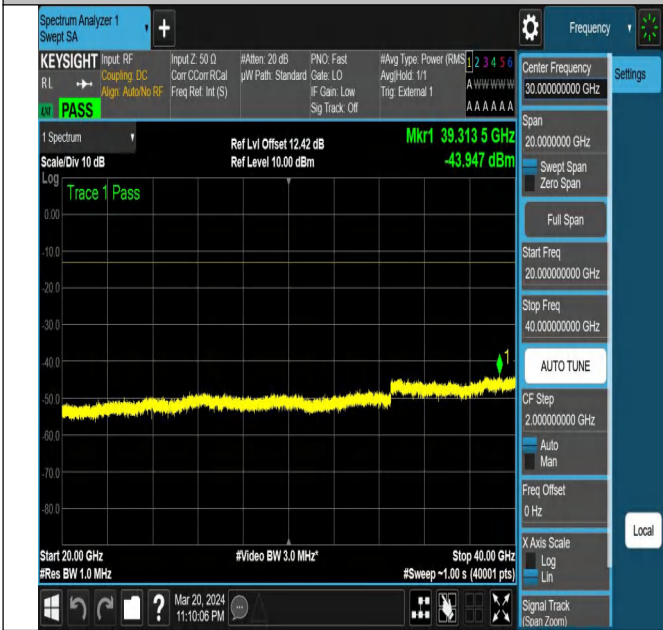 Spectrum Analyzer 1
Swept SA
+
Frequency
KEYSIGHT
RL
PASS
Input: RF
Coupling: DC
Align: Auto/No RF
Input Z: 50 Ω
Corr CCorr RCal
Freq Ref: Int (S)
#Atten: 20 dB
µW Path: Standard
PNO: Fast
Gate: LO
IF Gain: Low
Sig Track: Off
#Avg Type: Power (RMS
Avg|Hold: 1/1
Trig: External 1
1 2 3 4 5 6
A W W W W W
A A A A A A
Center Frequency
30.000000000 GHz
Settings
Span
20.0000000 GHz
Swept Span
Zero Span
Full Span
Start Freq
20.000000000 GHz
Stop Freq
40.000000000 GHz
AUTO TUNE
CF Step
2.000000000 GHz
Auto
Man
Freq Offset
0 Hz
X Axis Scale
Log
Lin
Signal Track
(Span Zoom)
Local
1 Spectrum
Scale/Div 10 dB
Ref Lvl Offset 12.42 dB
Ref Level 10.00 dBm
Mkr1 39.313 5 GHz
-43.947 dBm
Log
Trace 1 Pass
0.00
-10.0
-20.0
-30.0
-40.0
-50.0
-60.0
-70.0
-80.0
1
Start 20.00 GHz
#Res BW 1.0 MHz
#Video BW 3.0 MHz*
Stop 40.00 GHz
#Sweep ~1.00 s (40001 pts)
?
Mar 20, 2024
11:10:06 PM